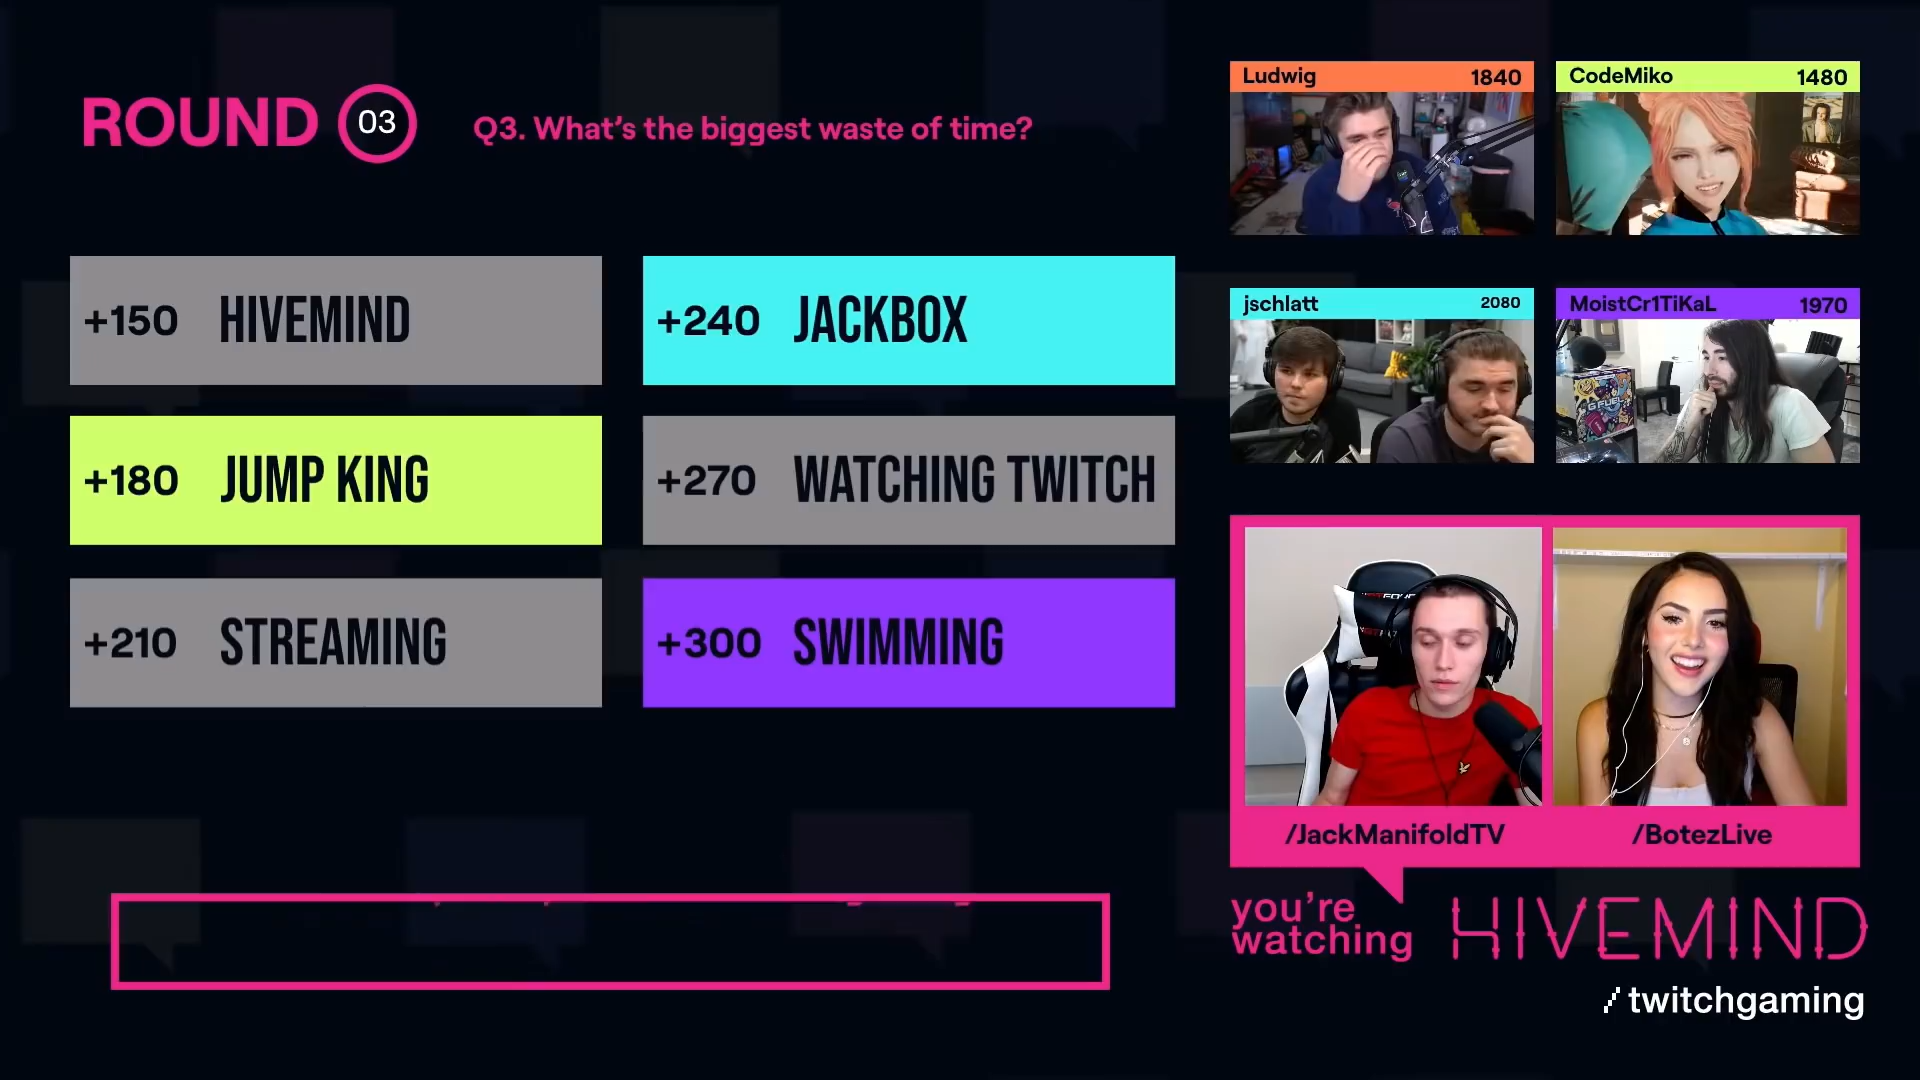 ROUND 03
Q3. What's the biggest waste of time?
+150 HIVEMIND
+240 JACKBOX
+180 JUMP KING
+270 WATCHING TWITCH
+210 STREAMING
+300 SWIMMING
Ludwig 1840
CodeMiko 1480
jschlatt 2080
MoistCr1TiKaL 1970
G FUEL
/JackManifoldTV
/BotezLive
you're
watching
HIVEMIND
/twitchgaming